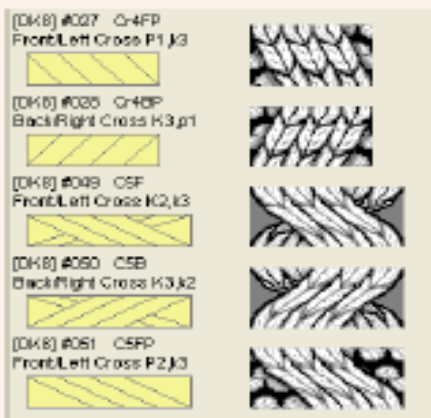 [DK8] #027 Cr4FP
Front/Left Cross P1,k3
[DK8] #028 Cr4BP
Back/Right Cross K3,p1
[DK8] #049 C5F
Front/Left Cross K2,k3
[DK8] #050 C5B
Back/Right Cross K3,k2
[DK8] #051 C5FP
Front/Left Cross P2,k3